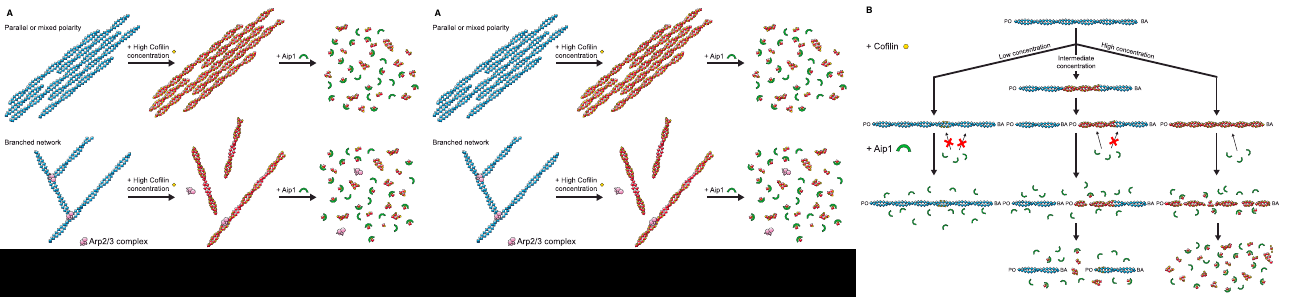 A
Parallel or mixed polarity
+ High Cofilin
concentration
+ Aip1
Branched network
+ High Cofilin
concentration
+ Aip1
Arp2/3 complex
A
Parallel or mixed polarity
+ High Cofilin
concentration
+ Aip1
Branched network
+ High Cofilin
concentration
+ Aip1
Arp2/3 complex
B
PO BA
+ Cofilin
Low concentration
High concentration
Intermediate
concentration
PO BA
PO BA PO PO BA PO BA
+ Aip1
PO BA PO BA PO BA PO BA
PO BA PO BA